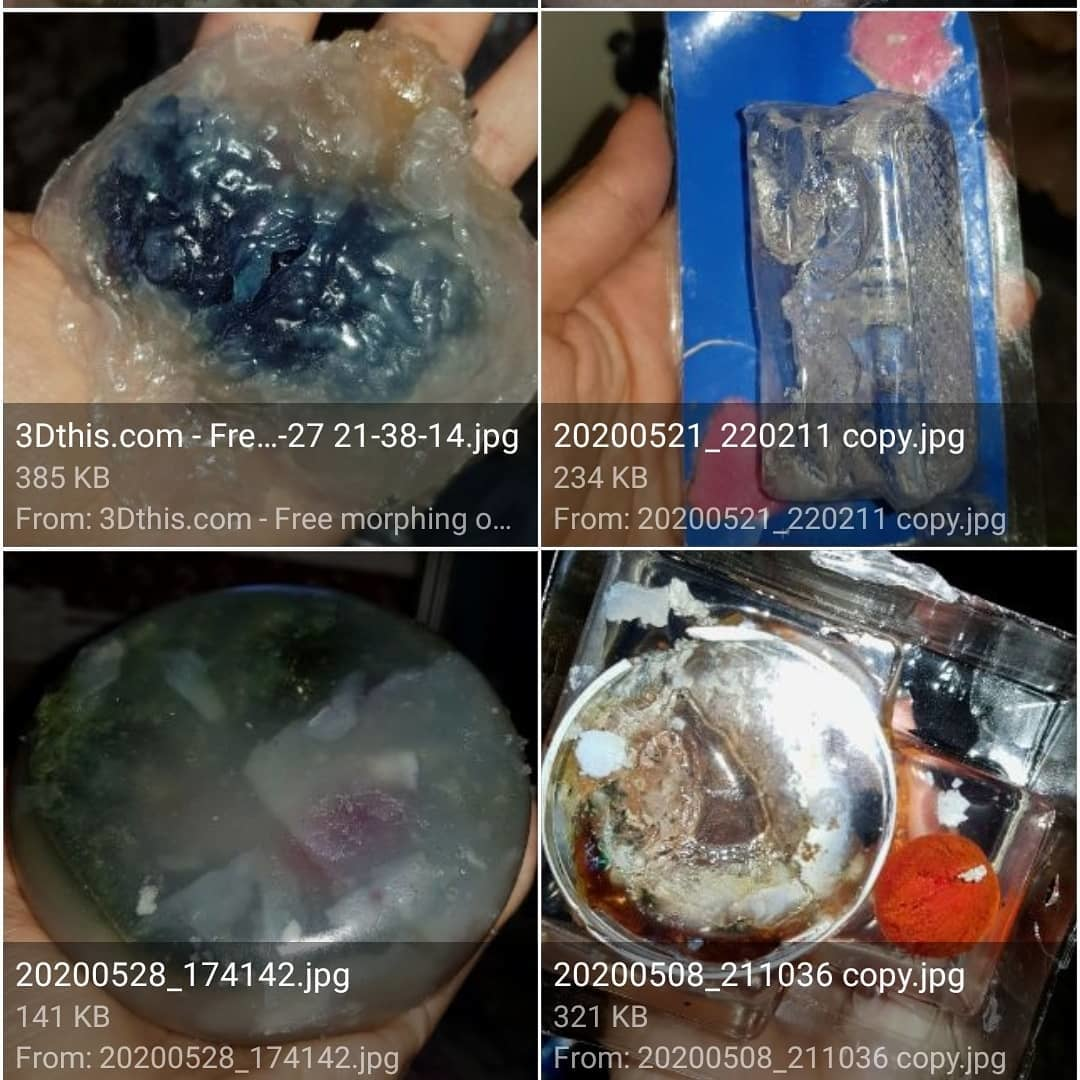 3Dthis.com - Fre...-27 21-38-14.jpg
385 KB
From: 3Dthis.com - Free morphing o...
20200521_220211 copy.jpg
234 KB
From: 20200521_220211 copy.jpg
20200528_174142.jpg
141 KB
From: 20200528_174142.jpg
20200508_211036 copy.jpg
321 KB
From: 20200508_211036 copy.jpg